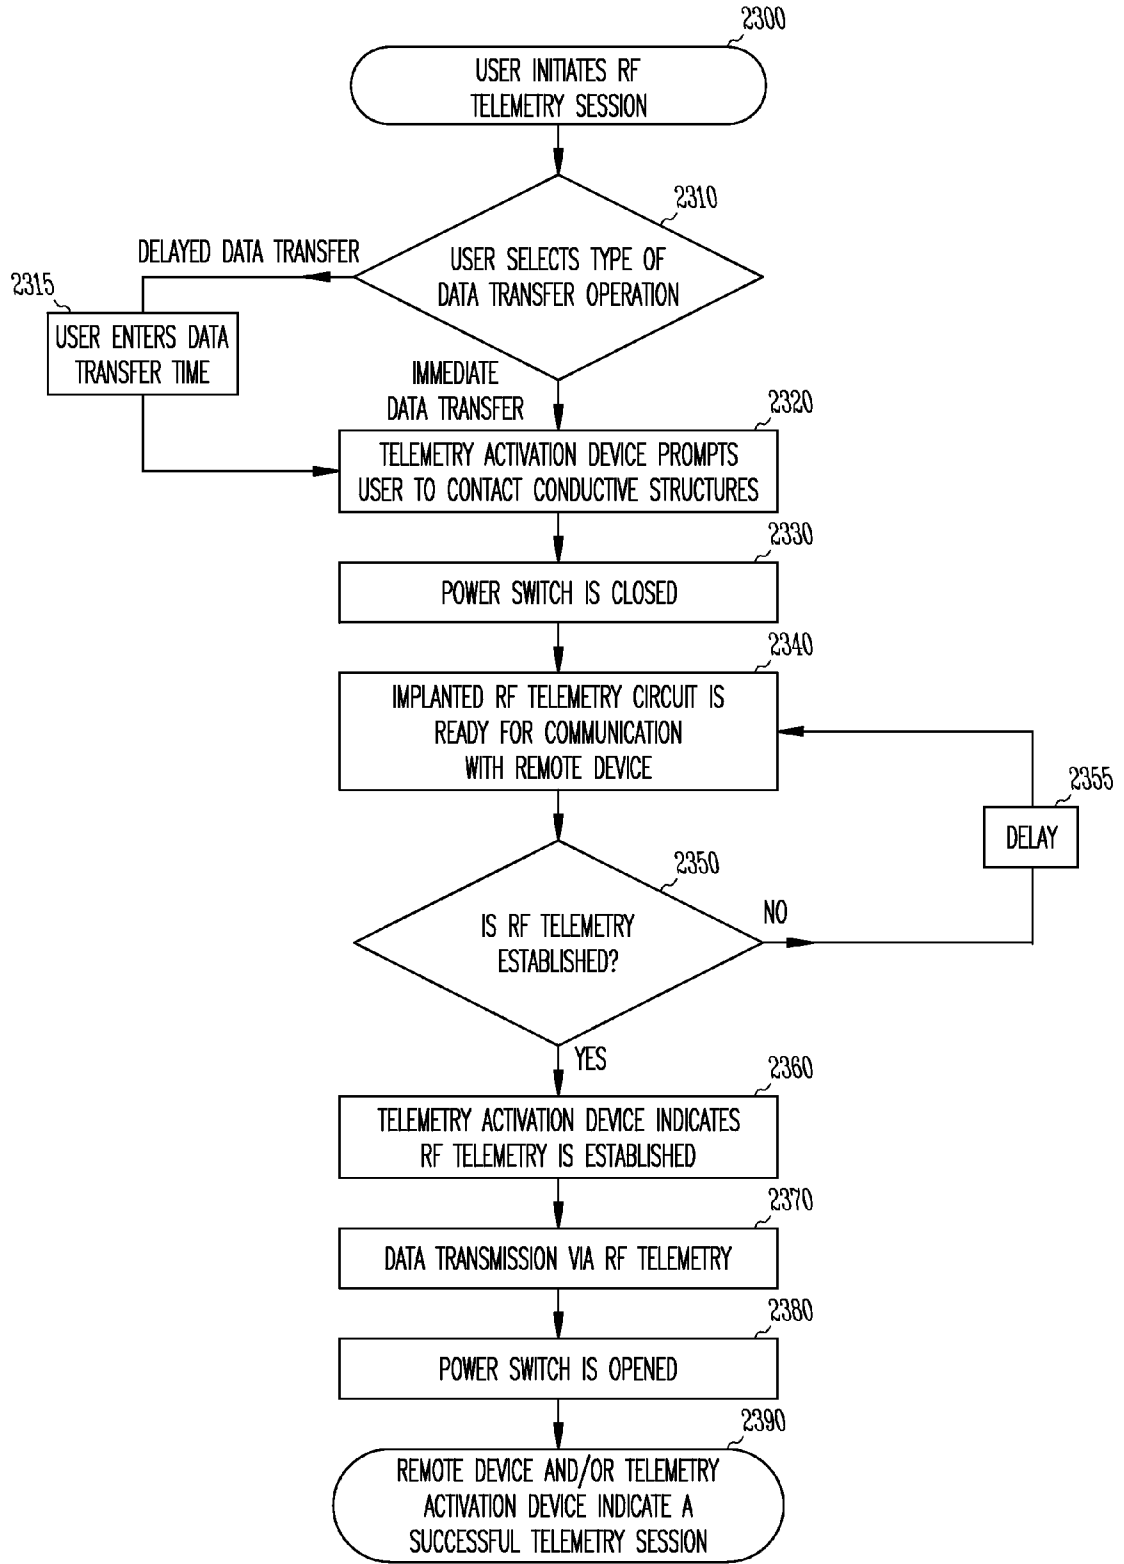 2300
USER INITIATES RF
TELEMETRY SESSION
2310
USER SELECTS TYPE OF
DATA TRANSFER OPERATION
DELAYED DATA TRANSFER
2315
USER ENTERS DATA
TRANSFER TIME
IMMEDIATE
DATA TRANSFER
2320
TELEMETRY ACTIVATION DEVICE PROMPTS
USER TO CONTACT CONDUCTIVE STRUCTURES
2330
POWER SWITCH IS CLOSED
2340
IMPLANTED RF TELEMETRY CIRCUIT IS
READY FOR COMMUNICATION
WITH REMOTE DEVICE
2355
DELAY
2350
IS RF TELEMETRY
ESTABLISHED?
NO
YES
2360
TELEMETRY ACTIVATION DEVICE INDICATES
RF TELEMETRY IS ESTABLISHED
2370
DATA TRANSMISSION VIA RF TELEMETRY
2380
POWER SWITCH IS OPENED
2390
REMOTE DEVICE AND/OR TELEMETRY
ACTIVATION DEVICE INDICATE A
SUCCESSFUL TELEMETRY SESSION